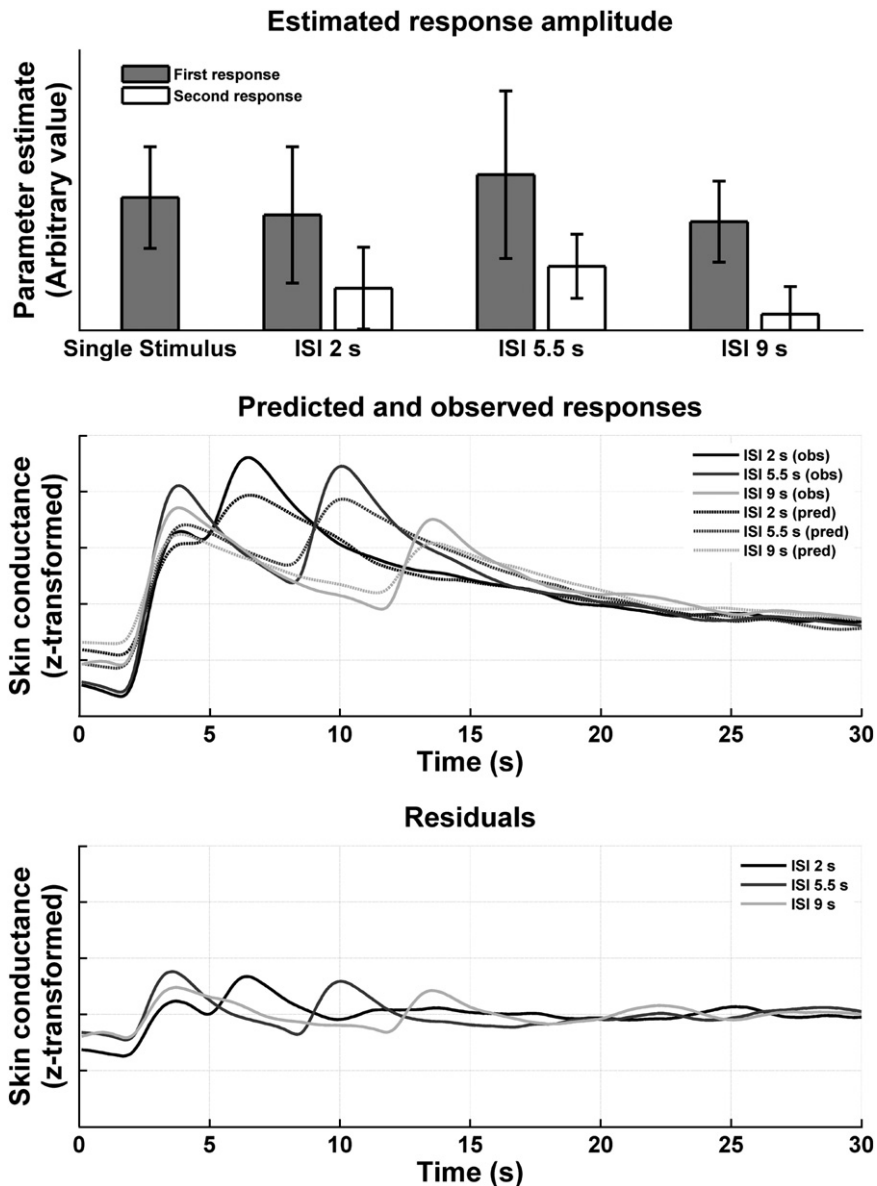 Estimated response amplitude
Parameter estimate
(Arbitrary value)
First response
Second response
Single Stimulus
ISI 2 s
ISI 5.5 s
ISI 9 s
Predicted and observed responses
Skin conductance
(z-transformed)
ISI 2 s (obs)
ISI 5.5 s (obs)
ISI 9 s (obs)
ISI 2 s (pred)
ISI 5.5 s (pred)
ISI 9 s (pred)
0 5 10 15 20 25 30
Time (s)
Residuals
Skin conductance
(z-transformed)
ISI 2 s
ISI 5.5 s
ISI 9 s
0 5 10 15 20 25 30
Time (s)